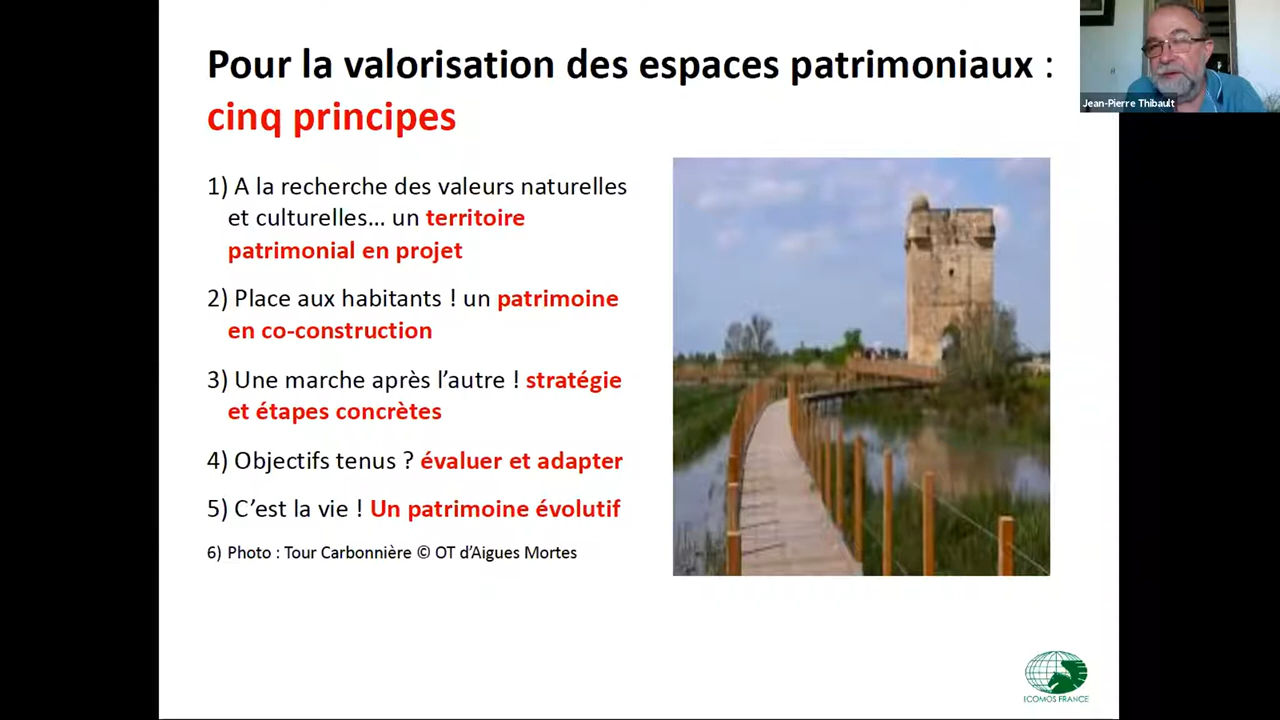 Pour la valorisation des espaces patrimoniaux :
cinq principes
1) A la recherche des valeurs naturelles
et culturelles… un territoire
patrimonial en projet
2) Place aux habitants ! un patrimoine
en co-construction
3) Une marche après l’autre ! stratégie
et étapes concrètes
4) Objectifs tenus ? évaluer et adapter
5) C’est la vie ! Un patrimoine évolutif
6) Photo : Tour Carbonnière © OT d’Aigues Mortes
Jean-Pierre Thibault
ICOMOS FRANCE